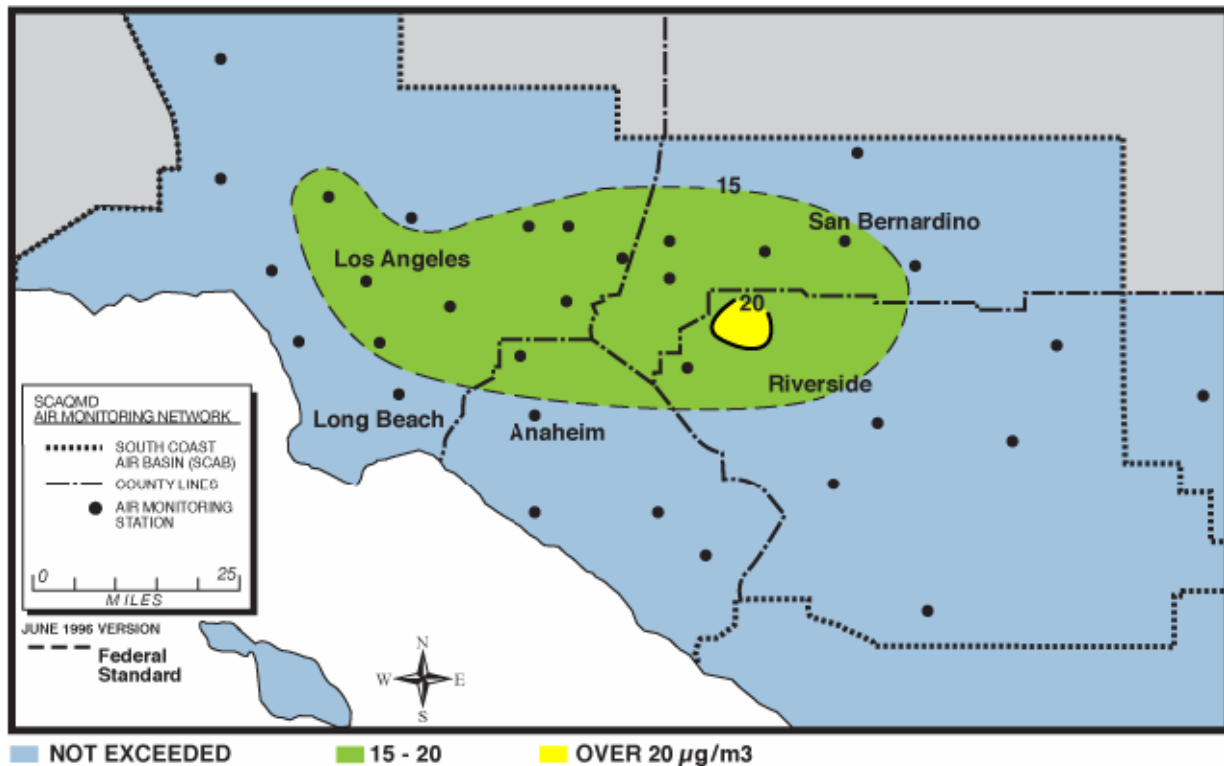 15
San Bernardino
Los Angeles
20
Riverside
Long Beach
Anaheim
SCAQMD
AIR MONITORING NETWORK
SOUTH COAST
AIR BASIN (SCAB)
COUNTY LINES
AIR MONITORING
STATION
0 25
MILES
JUNE 1996 VERSION
Federal
Standard
N
W E
S
NOT EXCEEDED 15 - 20 OVER 20 µg/m3